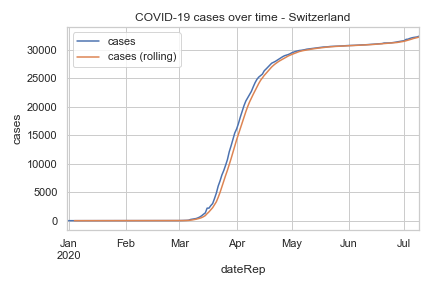 COVID-19 cases over time - Switzerland
cases
cases (rolling)
cases
30000
25000
20000
15000
10000
5000
0
Jan Feb Mar Apr May Jun Jul
2020
dateRep